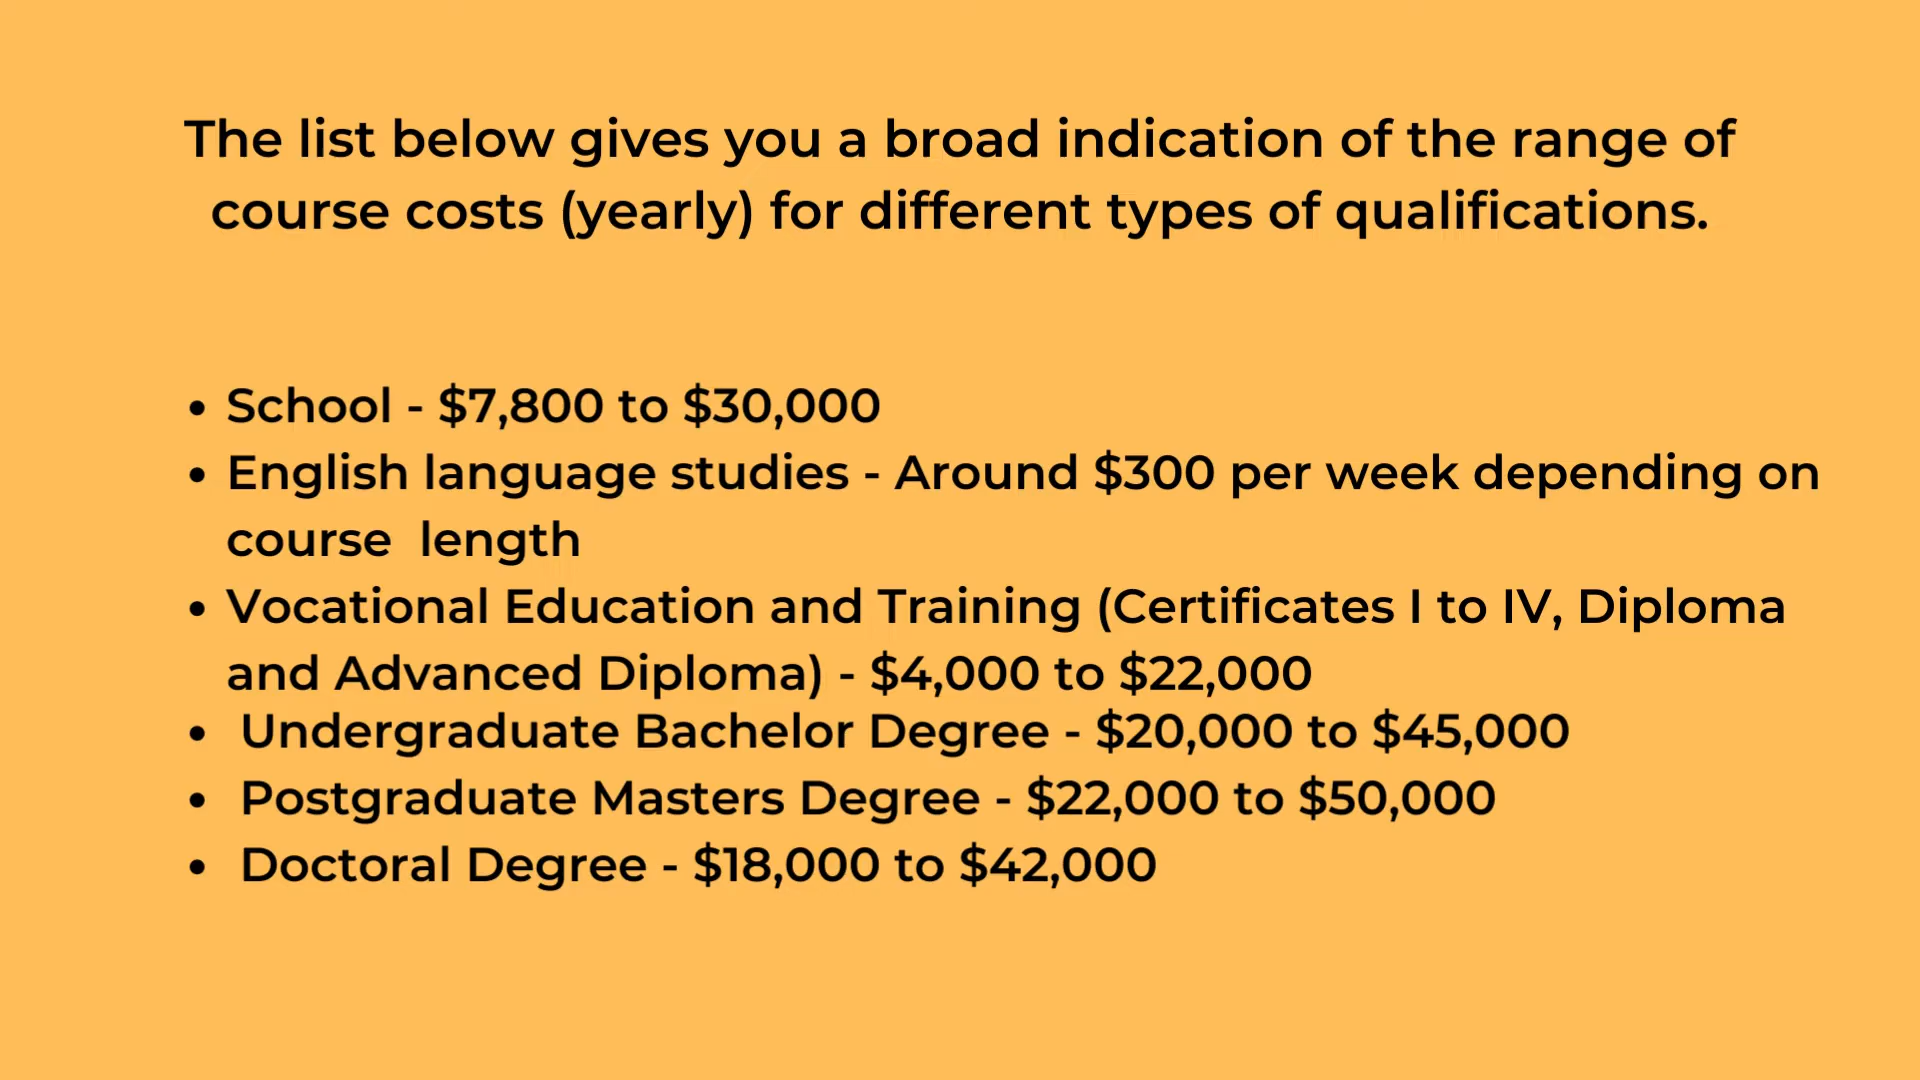 The list below gives you a broad indication of the range of
course costs (yearly) for different types of qualifications.
• School - $7,800 to $30,000
• English language studies - Around $300 per week depending on
course  length
• Vocational Education and Training (Certificates I to IV, Diploma
and Advanced Diploma) - $4,000 to $22,000
• Undergraduate Bachelor Degree - $20,000 to $45,000
• Postgraduate Masters Degree - $22,000 to $50,000
• Doctoral Degree - $18,000 to $42,000